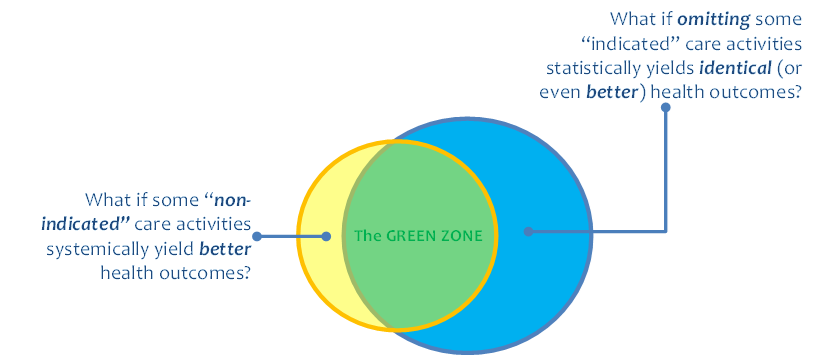 What if omitting some
“indicated” care activities
statistically yields identical (or
even better) health outcomes?
What if some “non-
indicated” care activities
systemically yield better
health outcomes?
The GREEN ZONE